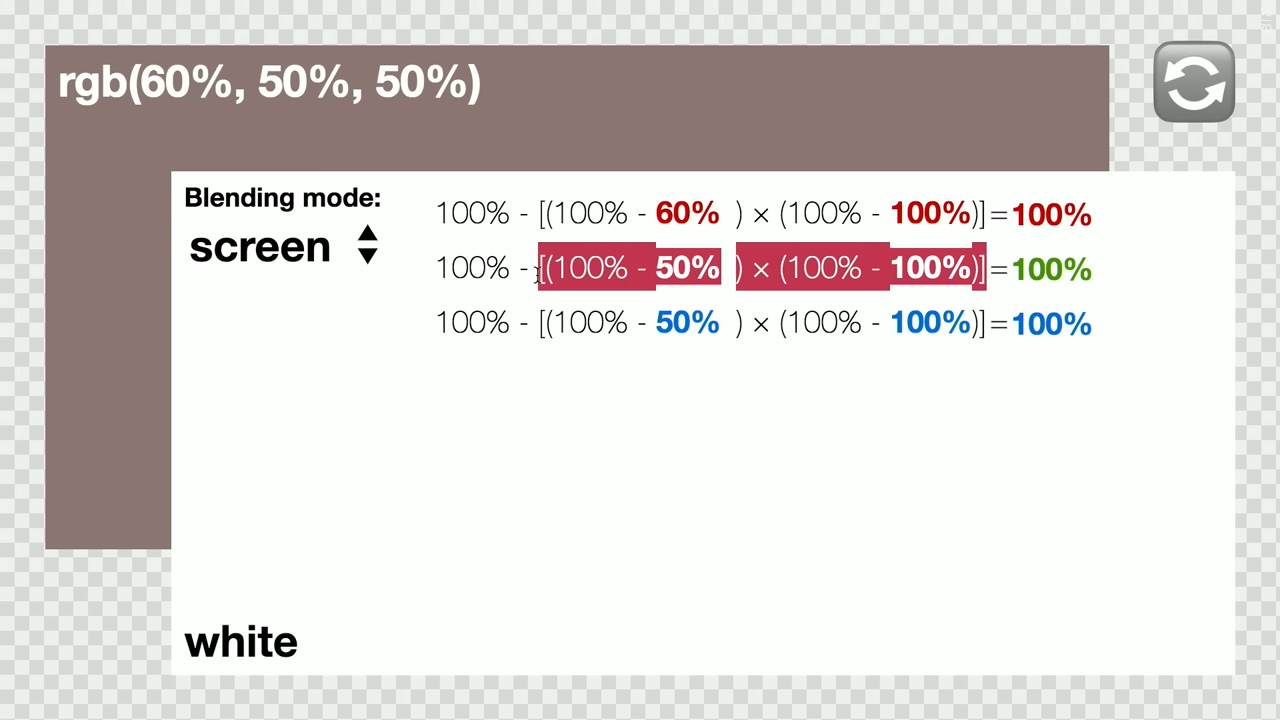 rgb(60%, 50%, 50%)
Blending mode:
screen
100% - [(100% - 60% ) × (100% - 100%)] = 100%
100% - [(100% - 50% ) × (100% - 100%)] = 100%
100% - [(100% - 50% ) × (100% - 100%)] = 100%
white